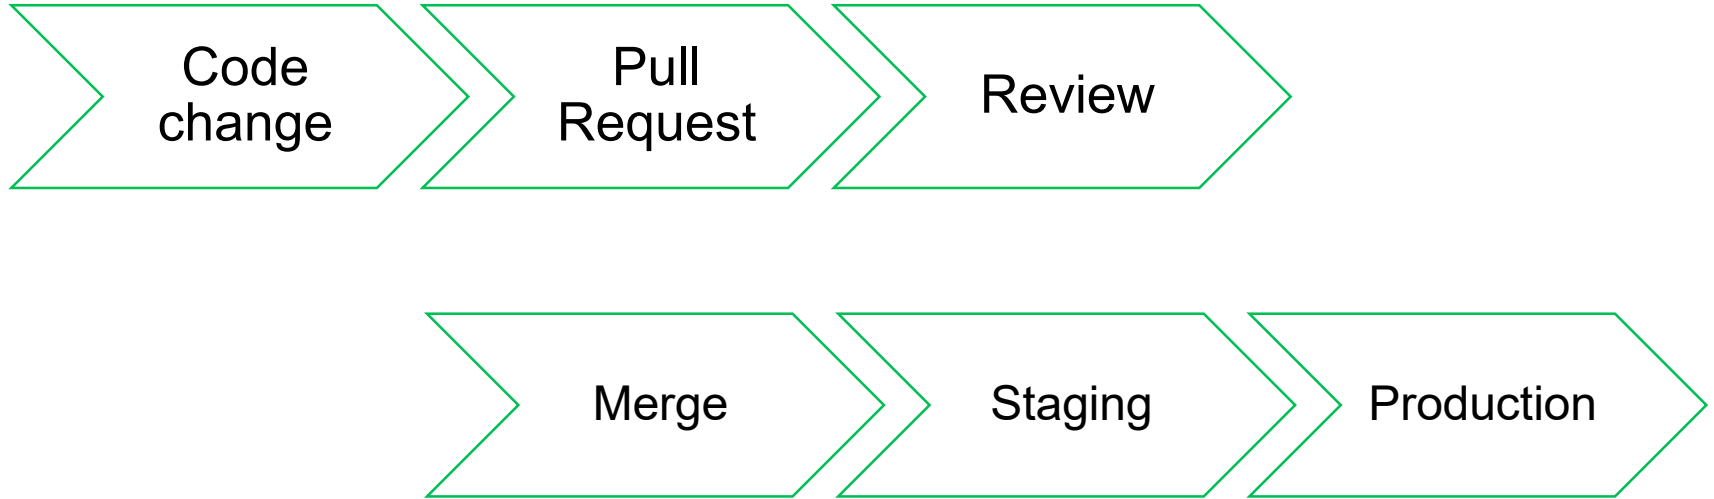 Code
change
Pull
Request
Review
Merge
Staging
Production